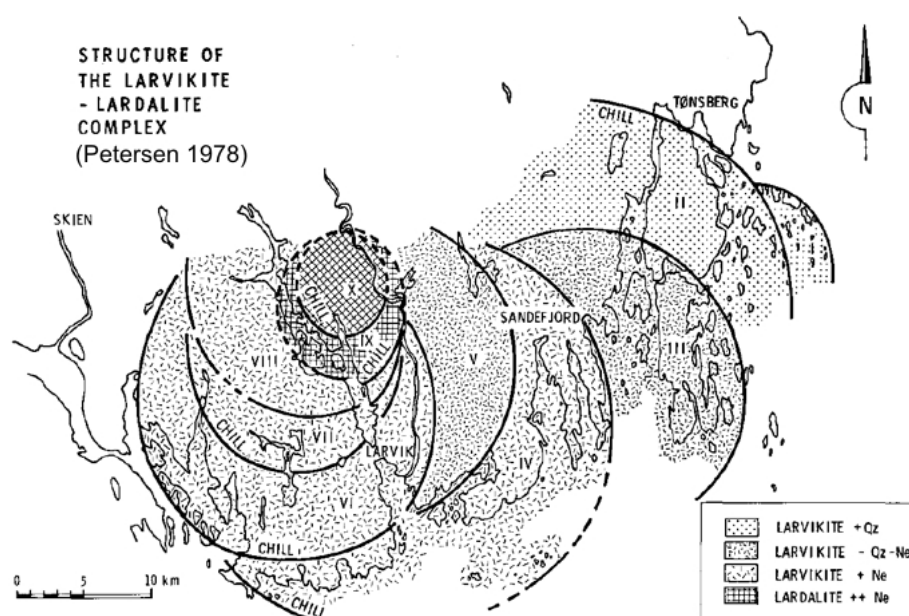 STRUCTURE OF
THE LARVIKITE
- LARDALITE
COMPLEX
(Petersen 1978)
N
TØNSBERG
CHILL
SKIEN
II
SANDEFJORD
X
CHILL
IX
CHILL
V
III
VIII
VII
CHILL
LARVIK
IV
VI
CHILL
CHILL
0 5 10 km
LARVIKITE +Qz
LARVIKITE - Qz-Ne
LARVIKITE + Ne
LARDALITE ++ Ne